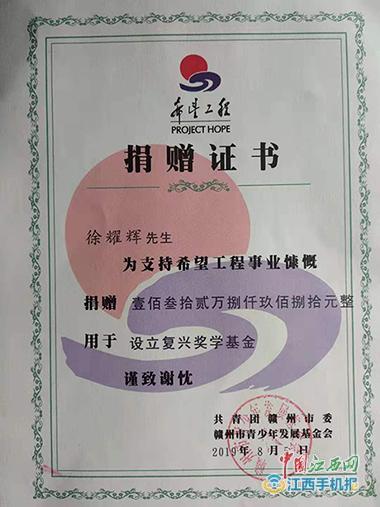 希望工程
PROJECT HOPE
捐赠证书
徐耀辉 先生
为支持希望工程事业慷慨
捐赠 壹佰叁拾贰万捌仟玖佰捌拾元整
用于 设立复兴奖学基金
谨致谢忱
共青团赣州市委
赣州市青少年发展基金会
2019年8月5日
中国江西网
江西手机报